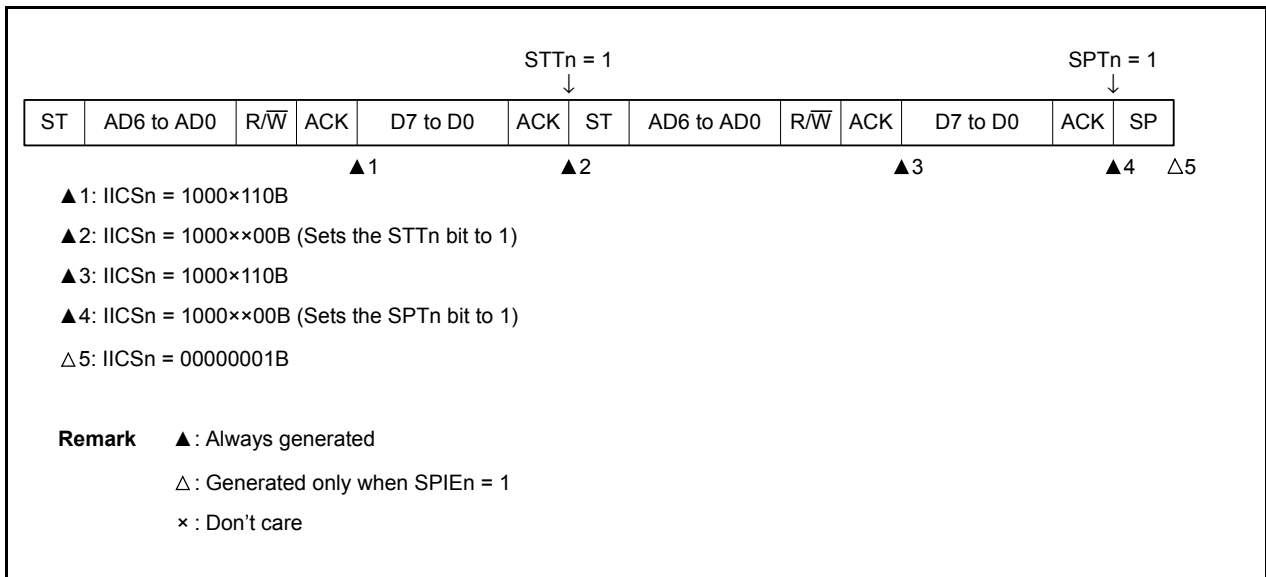 STTn = 1 SPTn = 1
↓ ↓
ST AD6 to AD0 R/W̅ ACK D7 to D0 ACK ST AD6 to AD0 R/W̅ ACK D7 to D0 ACK SP
▲1 ▲2 ▲3 ▲4 △5
▲1: IICSn = 1000×110B
▲2: IICSn = 1000××00B (Sets the STTn bit to 1)
▲3: IICSn = 1000×110B
▲4: IICSn = 1000××00B (Sets the SPTn bit to 1)
△5: IICSn = 00000001B
Remark ▲: Always generated
△: Generated only when SPIEn = 1
×: Don't care